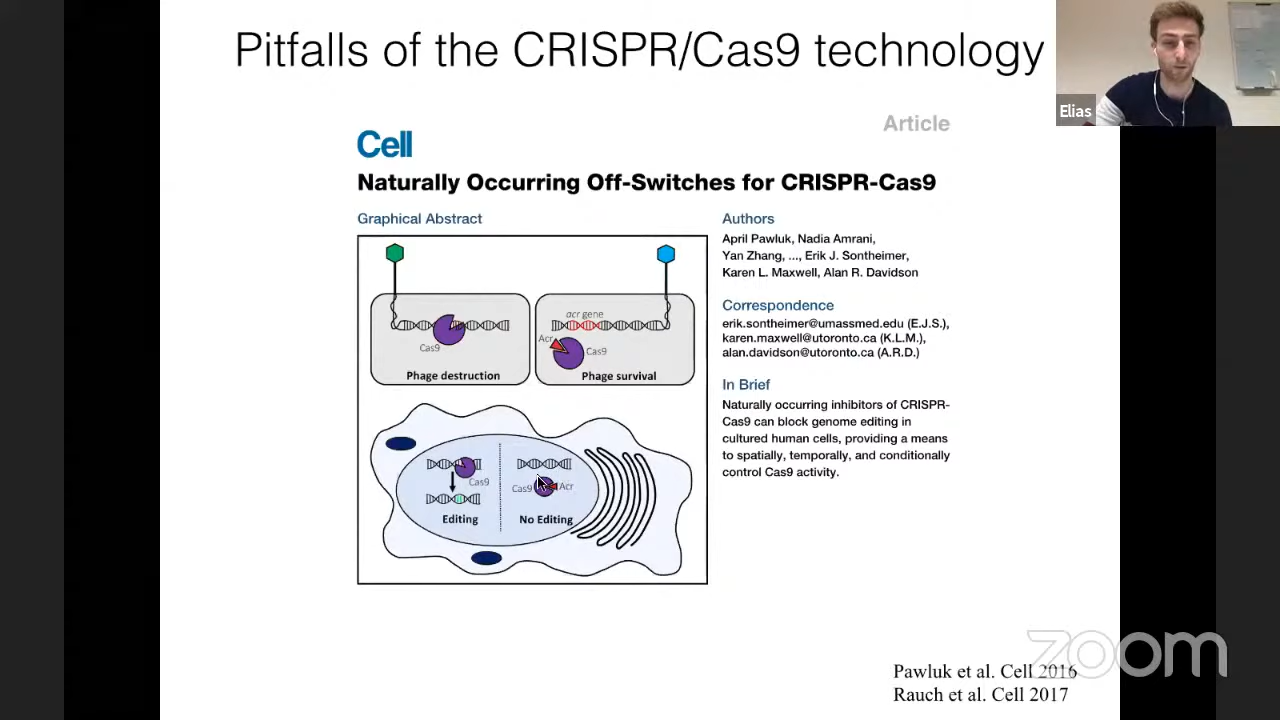 Pitfalls of the CRISPR/Cas9 technology
Elias
Article
Cell
Naturally Occurring Off-Switches for CRISPR-Cas9
Graphical Abstract
acr gene
Acr
Cas9
Cas9
Phage destruction
Phage survival
Cas9
Cas9
Acr
Editing
No Editing
Authors
April Pawluk, Nadia Amrani,
Yan Zhang, ..., Erik J. Sontheimer,
Karen L. Maxwell, Alan R. Davidson
Correspondence
erik.sontheimer@umassmed.edu (E.J.S.),
karen.maxwell@utoronto.ca (K.L.M.),
alan.davidson@utoronto.ca (A.R.D.)
In Brief
Naturally occurring inhibitors of CRISPR-
Cas9 can block genome editing in
cultured human cells, providing a means
to spatially, temporally, and conditionally
control Cas9 activity.
zoom
Pawluk et al. Cell 2016
Rauch et al. Cell 2017